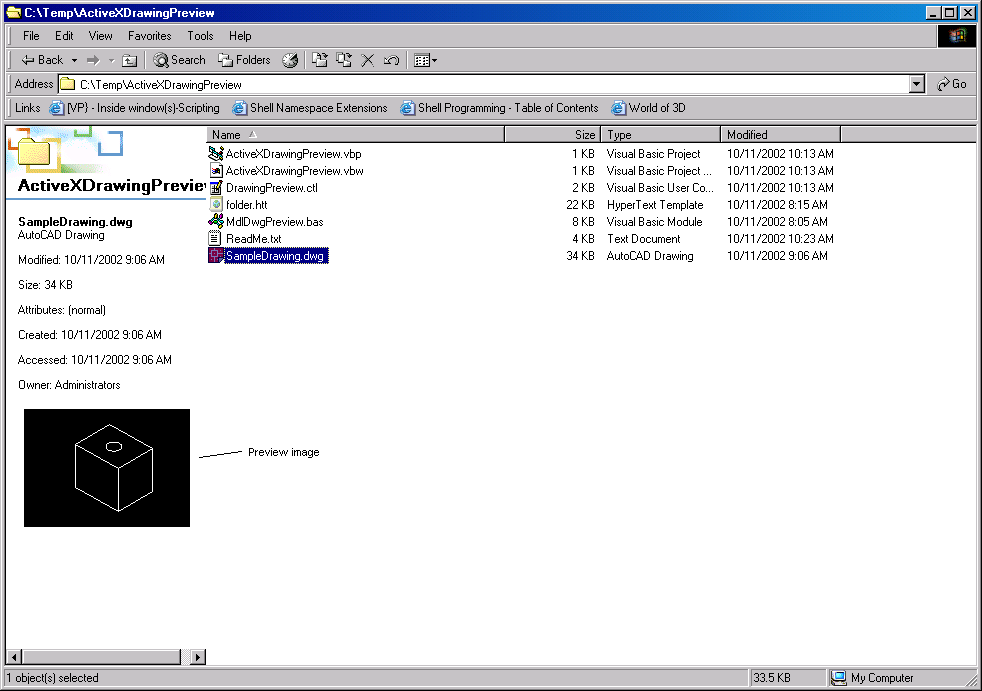 C:\Temp\ActiveXDrawingPreview
File Edit View Favorites Tools Help
Back Search Folders
Address C:\Temp\ActiveXDrawingPreview Go
Links [VP] - Inside window(s)-Scripting Shell Namespace Extensions Shell Programming - Table of Contents World of 3D
ActiveXDrawingPreview
SampleDrawing.dwg
AutoCAD Drawing
Modified: 10/11/2002 9:06 AM
Size: 34 KB
Attributes: (normal)
Created: 10/11/2002 9:06 AM
Accessed: 10/11/2002 9:06 AM
Owner: Administrators
Name Size Type Modified
ActiveXDrawingPreview.vbp 1 KB Visual Basic Project 10/11/2002 10:13 AM
ActiveXDrawingPreview.vbw 1 KB Visual Basic Project ... 10/11/2002 10:13 AM
DrawingPreview.ctl 2 KB Visual Basic User Co... 10/11/2002 10:13 AM
folder.htt 22 KB HyperText Template 10/11/2002 8:15 AM
MdlDwgPreview.bas 8 KB Visual Basic Module 10/11/2002 8:05 AM
ReadMe.txt 4 KB Text Document 10/11/2002 10:23 AM
SampleDrawing.dwg 34 KB AutoCAD Drawing 10/11/2002 9:06 AM
Preview image
1 object(s) selected 33.5 KB My Computer